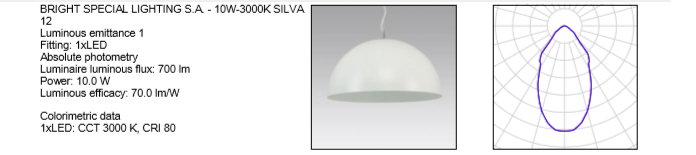 BRIGHT SPECIAL LIGHTING S.A. - 10W-3000K SILVA
12
Luminous emittance 1
Fitting: 1xLED
Absolute photometry
Luminaire luminous flux: 700 lm
Power: 10.0 W
Luminous efficacy: 70.0 lm/W
Colorimetric data
1xLED: CCT 3000 K, CRI 80